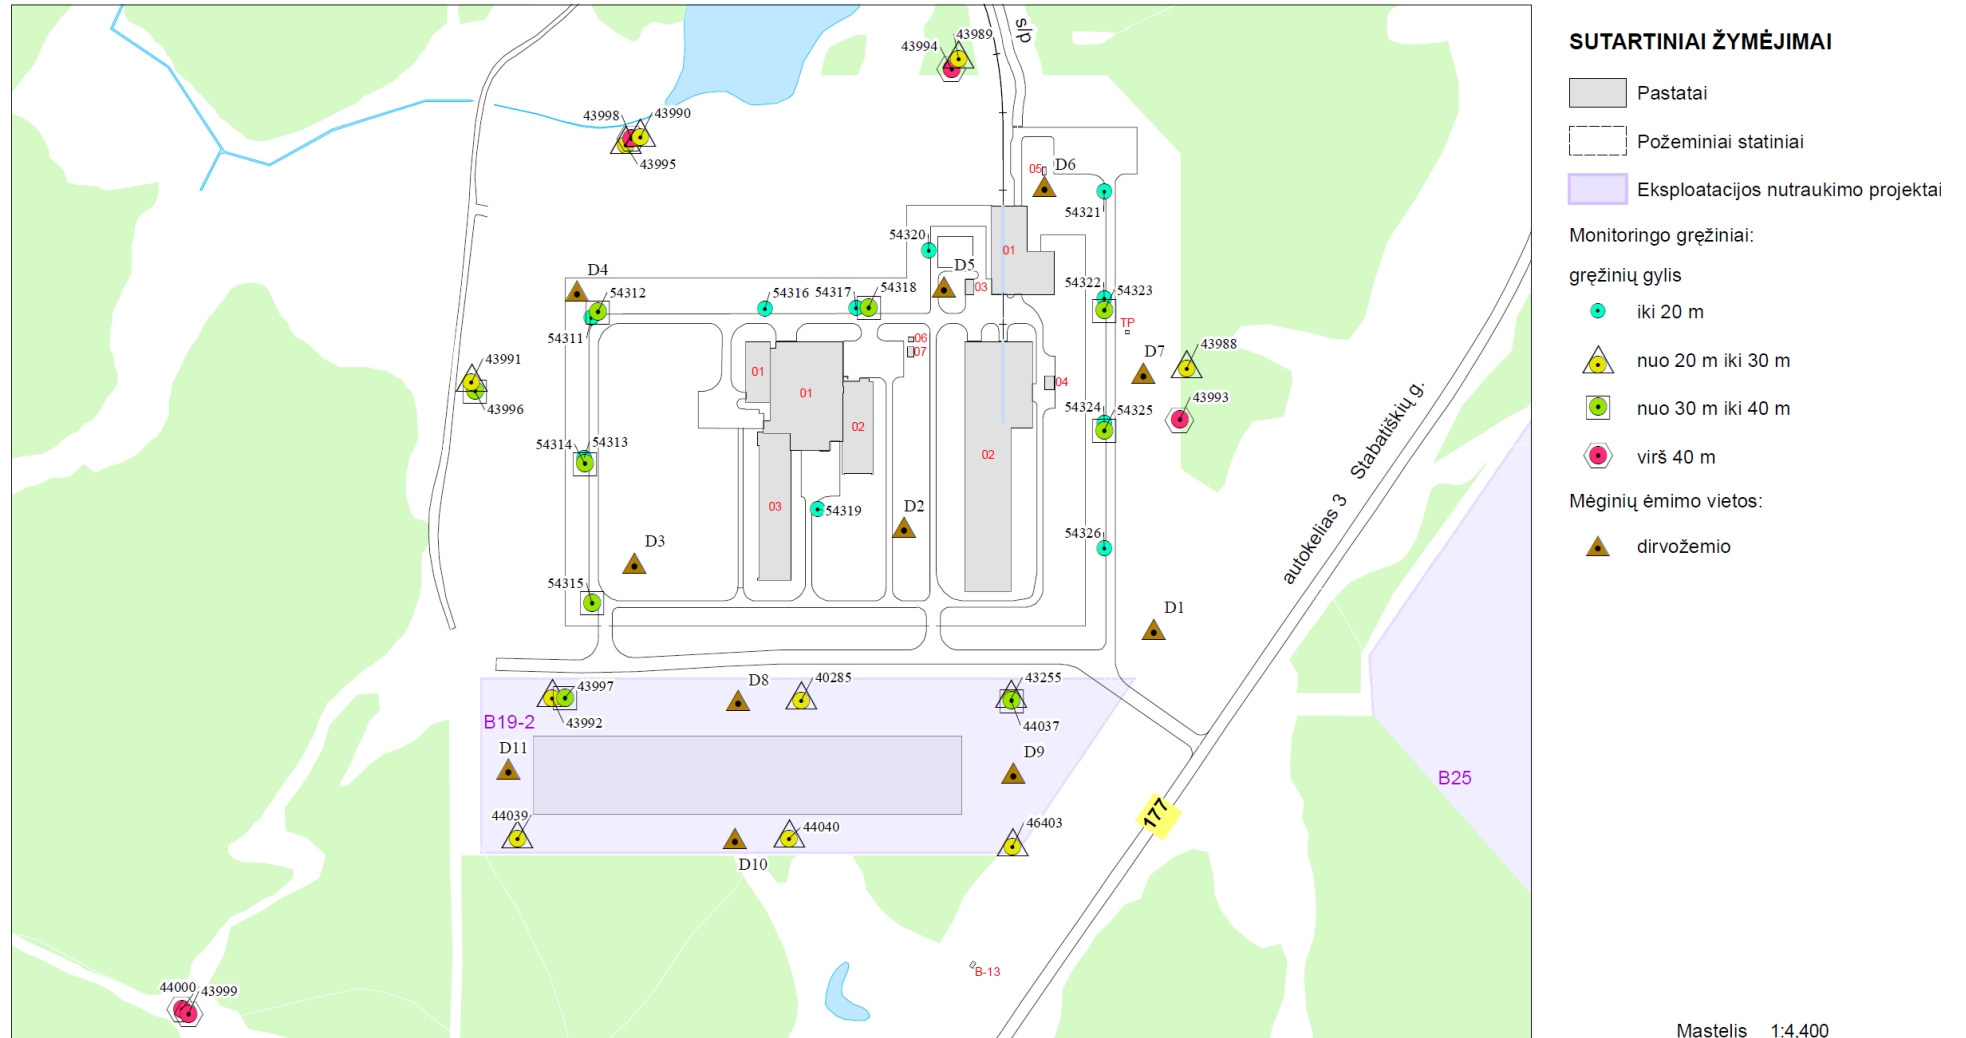 slp
43989
43994
43998
43990
43995
05
D6
54321
54320
01
D5
03
D4
54312
54316
54317
54318
54311
54322
54323
TP
06
07
D7
43988
43991
43996
01
01
02
04
43993
54324
54325
54314
54313
02
03
54319
D2
54326
D3
54315
D1
autokelias 3 Stabatiškių g.
43997
43992
D8
40285
43255
44037
B19-2
D11
D9
B25
44039
44040
46403
D10
177
B-13
44000
43999
SUTARTINIAI ŽYMĖJIMAI
Pastatai
Požeminiai statiniai
Eksploatacijos nutraukimo projektai
Monitoringo gręžiniai:
gręžinių gylis
iki 20 m
nuo 20 m iki 30 m
nuo 30 m iki 40 m
virš 40 m
Mėginių ėmimo vietos:
dirvožemio
Mastelis 1:4.400